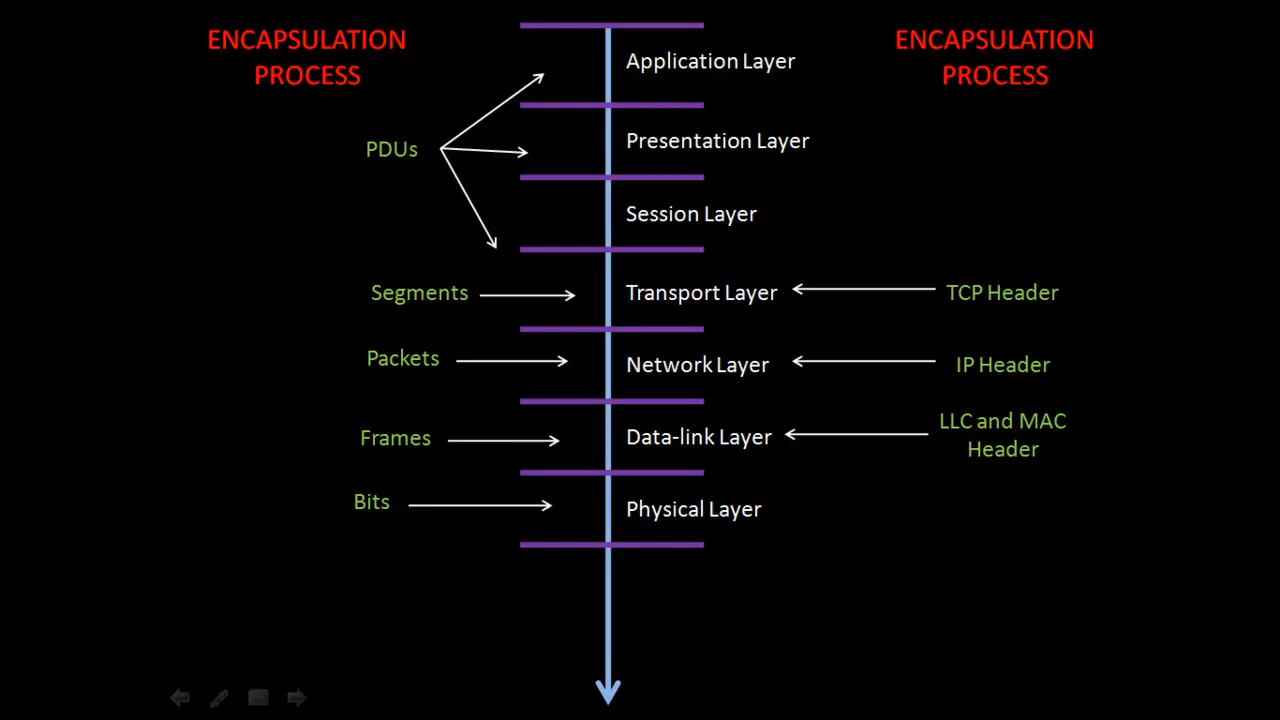 ENCAPSULATION
PROCESS
ENCAPSULATION
PROCESS
Application Layer
PDUs
Presentation Layer
Session Layer
Segments
Transport Layer
TCP Header
Packets
Network Layer
IP Header
Frames
Data-link Layer
LLC and MAC
Header
Bits
Physical Layer